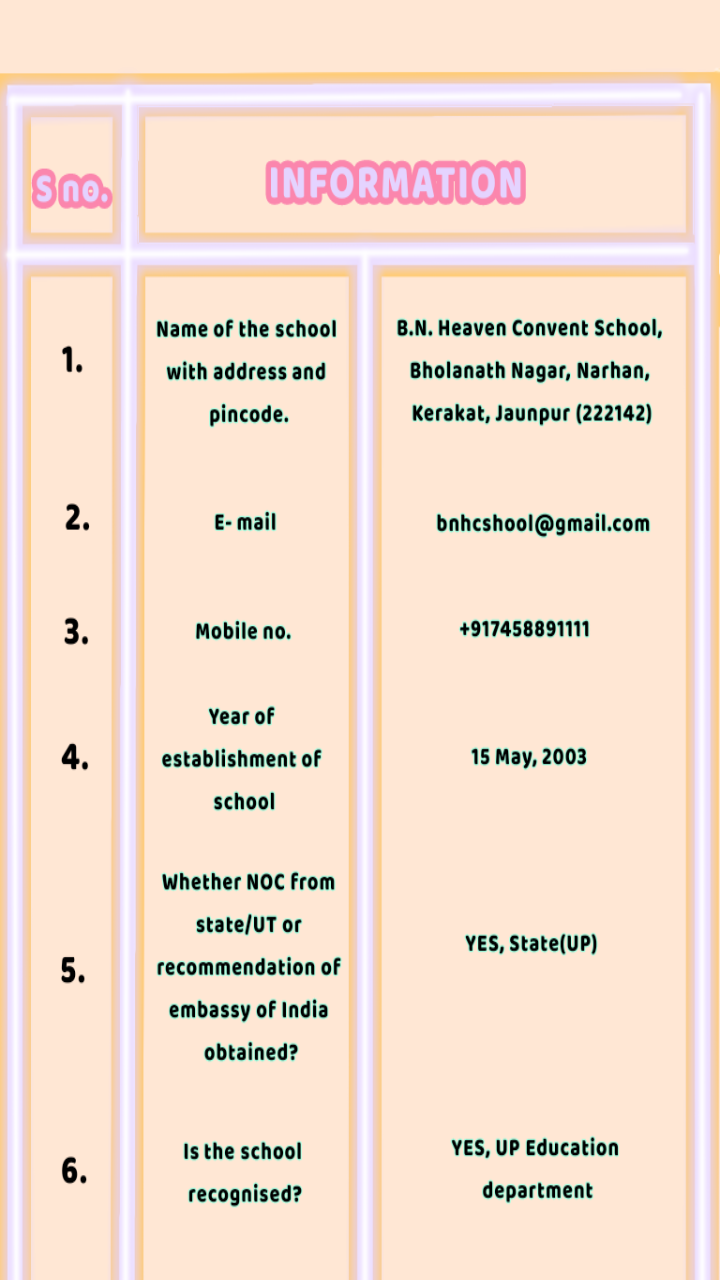 S no. INFORMATION
1. Name of the school B.N. Heaven Convent School,
with address and Bholanath Nagar, Narhan,
pincode. Kerakat, Jaunpur (222142)
2. E- mail bnhcshool@gmail.com
3. Mobile no. +917458891111
4. Year of
establishment of 15 May, 2003
school
5. Whether NOC from
state/UT or YES, State(UP)
recommendation of
embassy of India
obtained?
6. Is the school YES, UP Education
recognised? department